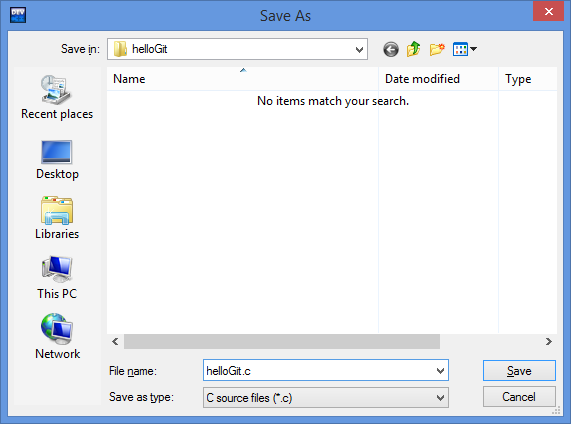 DEV
Save As
Save in: helloGit
Name Date modified Type
No items match your search.
Recent places
Desktop
Libraries
This PC
Network
File name: helloGit.c Save
Save as type: C source files (*.c) Cancel